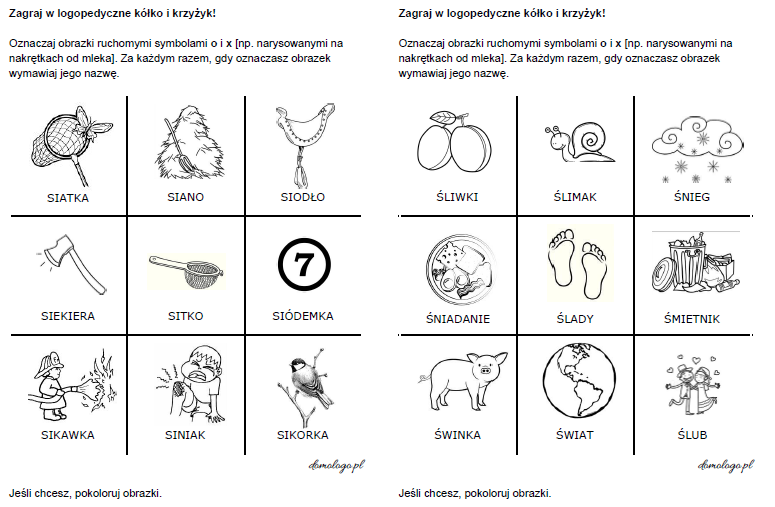 Zagraj w logopedyczne kółko i krzyżyk!
Oznaczaj obrazki ruchomymi symbolami o i x [np. narysowanymi na
nakrętkach od mleka]. Za każdym razem, gdy oznaczasz obrazek
wymawiaj jego nazwę.
SIATKA
SIANO
SIODŁO
SIEKIERA
SITKO
7
SIÓDEMKA
SIKAWKA
SINIAK
SIKORKA
domologo.pl
Jeśli chcesz, pokoloruj obrazki.
Zagraj w logopedyczne kółko i krzyżyk!
Oznaczaj obrazki ruchomymi symbolami o i x [np. narysowanymi na
nakrętkach od mleka]. Za każdym razem, gdy oznaczasz obrazek
wymawiaj jego nazwę.
ŚLIWKI
ŚLIMAK
ŚNIEG
ŚNIADANIE
ŚLADY
ŚMIETNIK
ŚWINKA
ŚWIAT
ŚLUB
domologo.pl
Jeśli chcesz, pokoloruj obrazki.